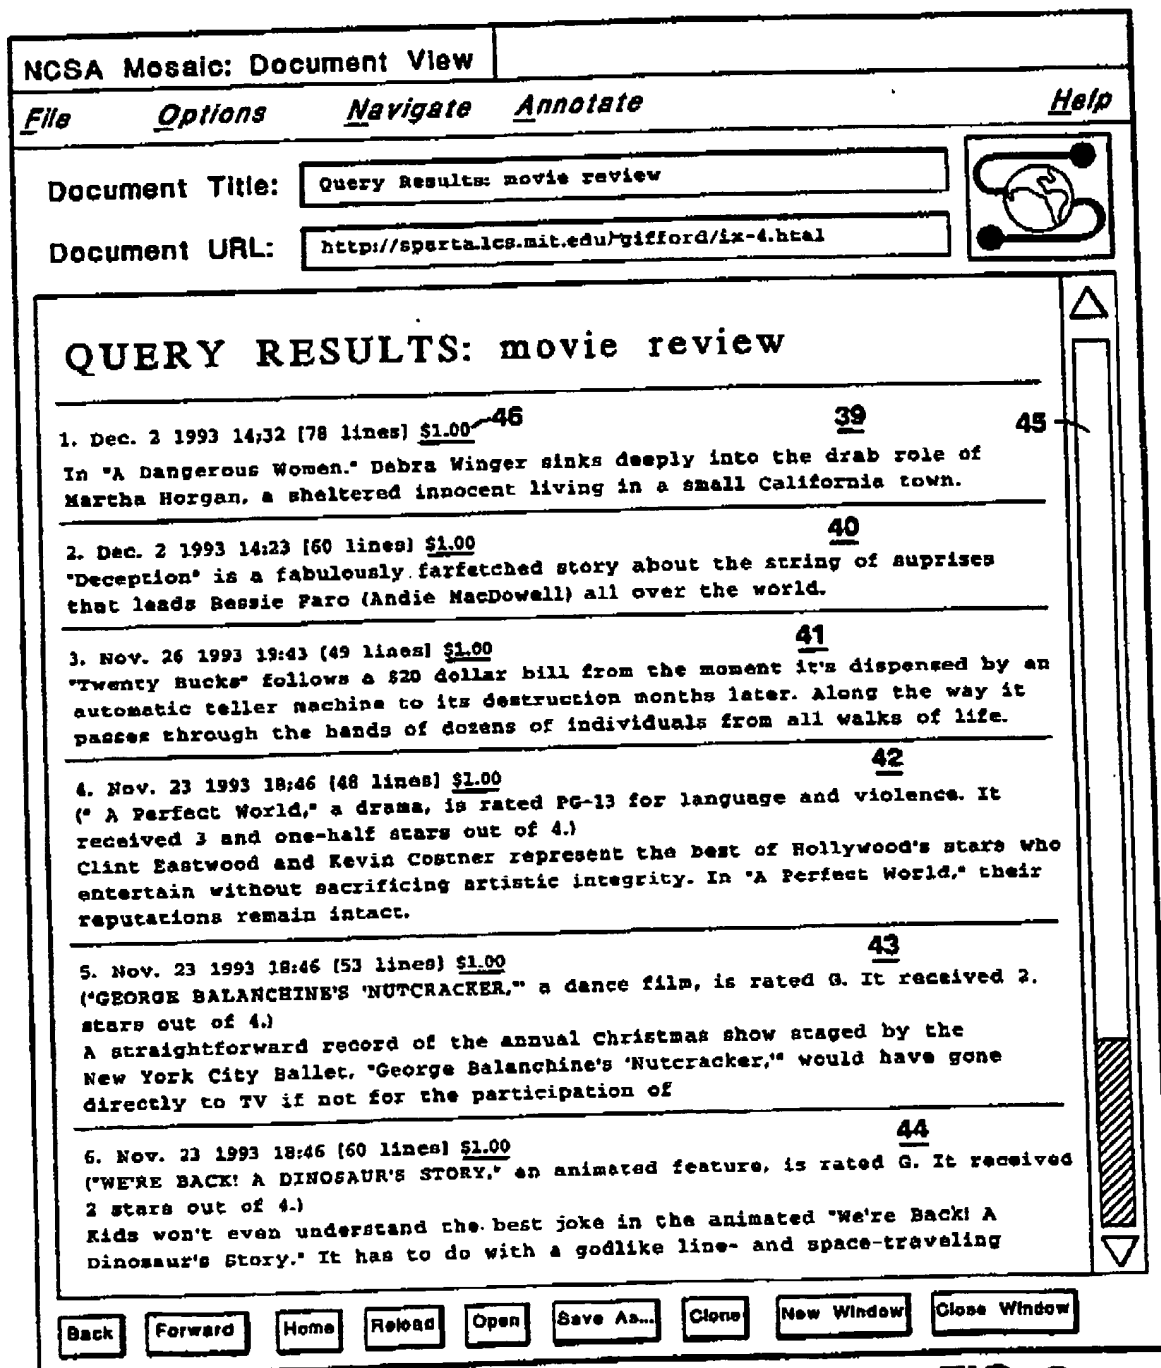 NCSA Mosaic: Document View
File Options Navigate Annotate Help
Document Title: Query Results: movie review
Document URL: http://sparta.lcs.mit.edu/~gifford/ix-4.html
QUERY RESULTS: movie review
1. Dec. 2 1993 14;32 [78 lines] $1.00 46 39 45
In "A Dangerous Women." Debra Winger sinks deeply into the drab role of
Martha Horgan, a sheltered innocent living in a small California town.
2. Dec. 2 1993 14:23 [60 lines] $1.00 40
"Deception" is a fabulously farfetched story about the string of suprises
that leads Bessie Faro (Andie MacDowell) all over the world.
3. Nov. 26 1993 19:43 [49 lines] $1.00 41
"Twenty Bucks" follows a $20 dollar bill from the moment it's dispensed by an
automatic teller machine to its destruction months later. Along the way it
passes through the hands of dozens of individuals from all walks of life.
4. Nov. 23 1993 18;46 [48 lines] $1.00 42
(" A Perfect World," a drama, is rated PG-13 for language and violence. It
received 3 and one-half stars out of 4.)
Clint Eastwood and Kevin Costner represent the best of Hollywood's stars who
entertain without sacrificing artistic integrity. In "A Perfect World," their
reputations remain intact.
5. Nov. 23 1993 18:46 [53 lines] $1.00 43
("GEORGE BALANCHINE'S 'NUTCRACKER,'" a dance film, is rated G. It received 2.
stars out of 4.)
A straightforward record of the annual Christmas show staged by the
New York City Ballet, "George Balanchine's 'Nutcracker,'" would have gone
directly to TV if not for the participation of
6. Nov. 23 1993 18:46 [60 lines] $1.00 44
("WE'RE BACK! A DINOSAUR'S STORY," an animated feature, is rated G. It received
2 stars out of 4.)
Kids won't even understand the best joke in the animated "We're Back! A
Dinosaur's Story." It has to do with a godlike line- and space-traveling
Back Forward Home Reload Open Save As... Clone New Window Close Window